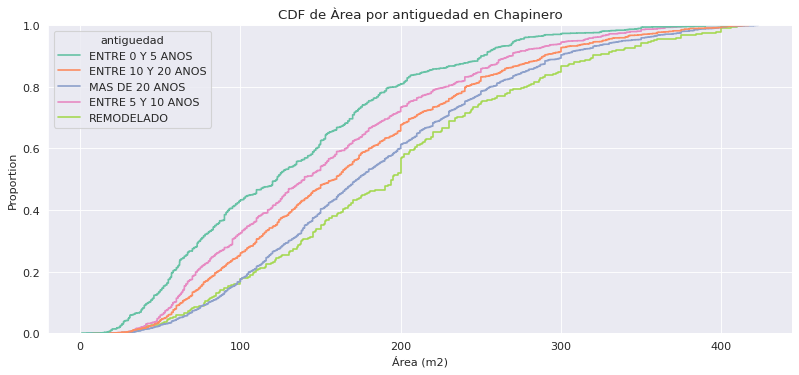 CDF de Àrea por antiguedad en Chapinero
antiguedad
ENTRE 0 Y 5 ANOS
ENTRE 10 Y 20 ANOS
MAS DE 20 ANOS
ENTRE 5 Y 10 ANOS
REMODELADO
Proportion
1.0
0.8
0.6
0.4
0.2
0.0
0
100
200
300
400
Área (m2)